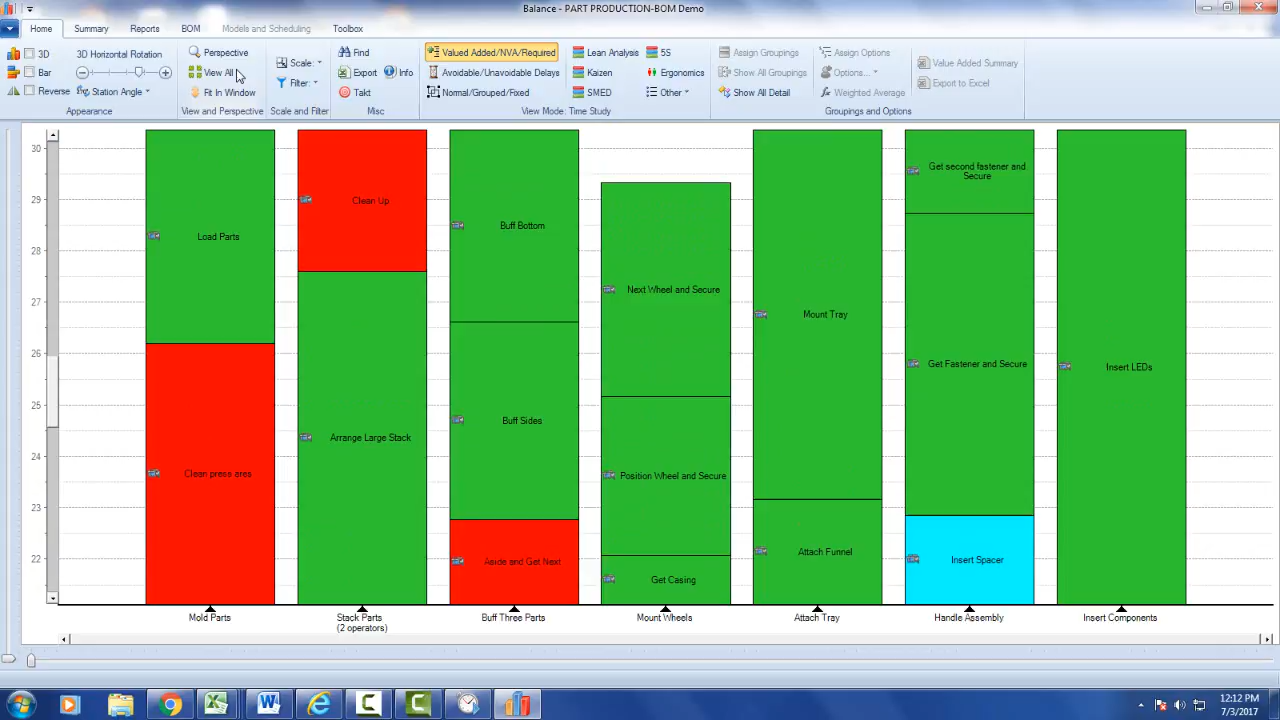 Balance - PART PRODUCTION-BOM Demo
Home Summary Reports BOM Models and Scheduling Toolbox
3D 3D Horizontal Rotation Perspective Scale: Find Valued Added/NVA/Required Lean Analysis 5S Assign Groupings Assign Options Value Added Summary
Bar View All Filter: Export Info Avoidable/Unavoidable Delays Kaizen Ergonomics Show All Groupings Options... Export to Excel
Reverse Station Angle Fit In Window Takt Normal/Grouped/Fixed SMED Other Show All Detail Weighted Average
Appearance View and Perspective Scale and Filter Misc View Mode: Time Study Groupings and Options
30
29
28
27
26
25
24
23
22
Load Parts
Clean press area
Clean Up
Arrange Large Stack
Buff Bottom
Buff Sides
Aside and Get Next
Next Wheel and Secure
Position Wheel and Secure
Get Casing
Mount Tray
Attach Funnel
Get second fastener and
Secure
Get Fastener and Secure
Insert Spacer
Insert LEDs
Mold Parts Stack Parts Buff Three Parts Mount Wheels Attach Tray Handle Assembly Insert Components
(2 operators)
12:12 PM
7/3/2017